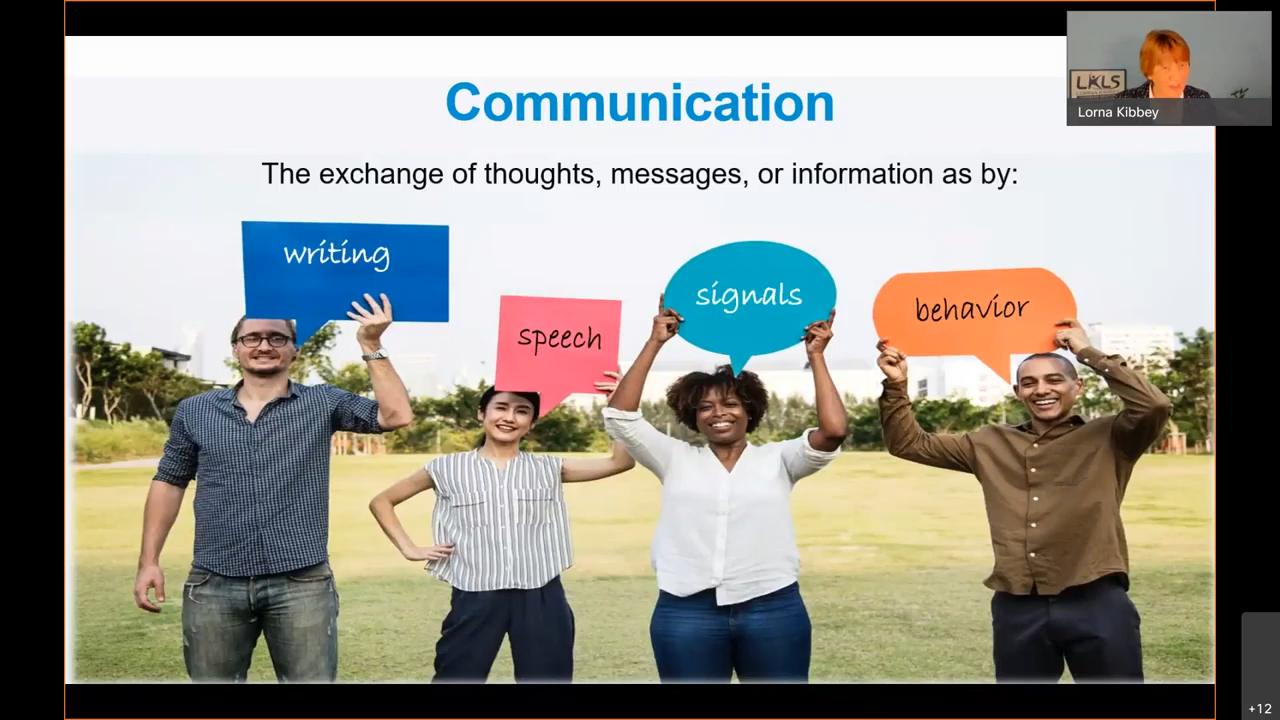 Communication
The exchange of thoughts, messages, or information as by:
writing
speech
signals
behavior
LKLS
Lorna Kibbey
+12